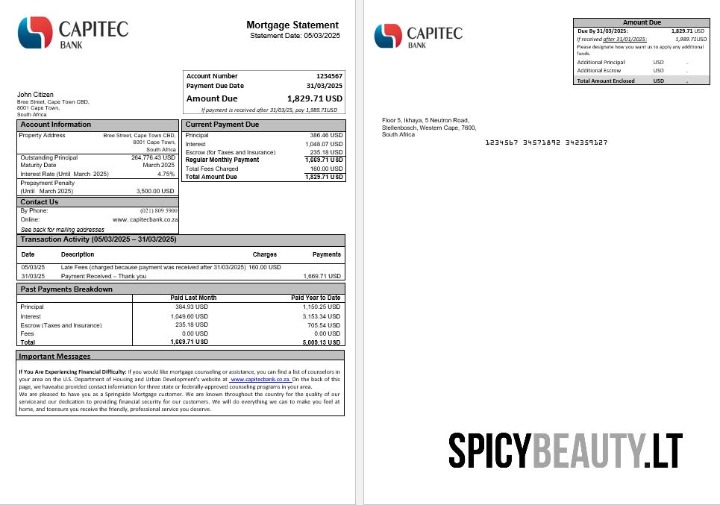 CAPITEC
BANK
Mortgage Statement
Statement Date: 05/03/2025
Account Number 1234567
Payment Due Date 31/03/2025
Amount Due 1,829.71 USD
If payment is received after 31/03/25, pay 1,989.71USD
John Citizen
Bree Street, Cape Town CBD,
8001 Cape Town,
South Africa
Account Information
Property Address Bree Street, Cape Town CBD,
8001 Cape Town,
South Africa
Outstanding Principal 264,776.43 USD
Maturity Date March 2025
Interest Rate (Until March 2025) 4.75%
Prepayment Penalty
(Until March 2025) 3,500.00 USD
Contact Us
By Phone: (021) 809 5900
Online: www. capitecbank.co.za
See back for mailing addresses
Current Payment Due
Principal 386.46 USD
Interest 1,048.07 USD
Escrow (for Taxes and Insurance) 235.18 USD
Regular Monthly Payment 1,669.71 USD
Total Fees Charged 160.00 USD
Total Amount Due 1,829.71 USD
Transaction Activity (05/03/2025 – 31/03/2025)
Date Description Charges Payments
05/03/25 Late Fees (charged because payment was received after 31/03/2025) 160.00 USD
31/03/25 Payment Received – Thank you 1,669.71 USD
Past Payments Breakdown
Paid Last Month Paid Year to Date
Principal 384.93 USD 1,150.25 USD
Interest 1,049.60 USD 3,153.34 USD
Escrow (Taxes and Insurance) 235.18 USD 705.54 USD
Fees 0.00 USD 0.00 USD
Total 1,669.71 USD 5,009.13 USD
Important Messages
If You Are Experiencing Financial Difficulty: If you would like mortgage counseling or assistance, you can find a list of counselors in
your area on the U.S. Department of Housing and Urban Development's website at www.capitecbank.co.za On the back of
page, we havealso provided contact information for three state or federally-approved counseling programs in your area.
We are pleased to have you as a Springside Mortgage customer. We are known throughout the country for the quality of our
serviceand our dedication to providing financial security for our customers. We will do everything we can to make you feel at
home, and toensure you receive the friendly, professional service you deserve.
CAPITEC
BANK
Amount Due
Due By 31/03/2025: 1,829.71 USD
If received after 31/01/2025: 1,989.71USD
Please designate how you want us to apply any additional
funds.
Additional Principal USD .
Additional Escrow USD .
Total Amount Enclosed USD .
Floor 5, Ikhaya, 5 Neutron Road,
Stellenbosch, Western Cape, 7600,
South Africa
1234567 34571892 342359127
SPICYBEAUTY.LT